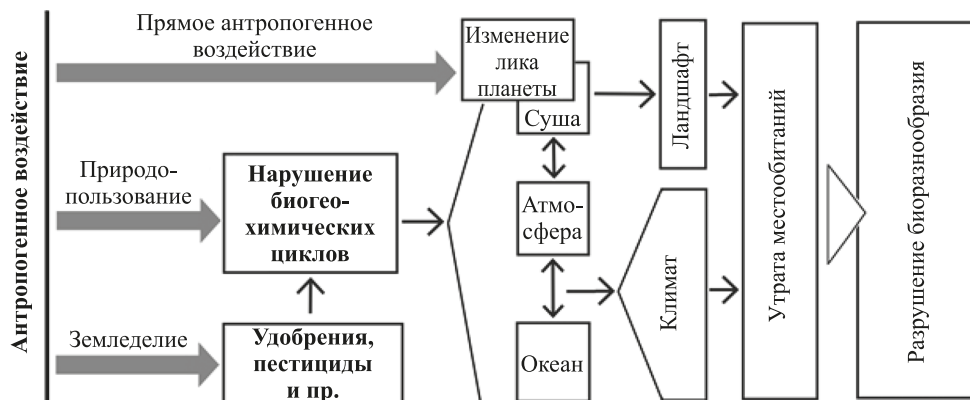 Антропогенное воздействие
Прямое антропогенное
воздействие
Природо-
пользование
Земледелие
Нарушение
биогео-
химических
циклов
Удобрения,
пестициды
и пр.
Изменение
лика
планеты
Суша
Атмо-
сфера
Океан
Ландшафт
Климат
Утрата местообитаний
Разрушение биоразнообразия